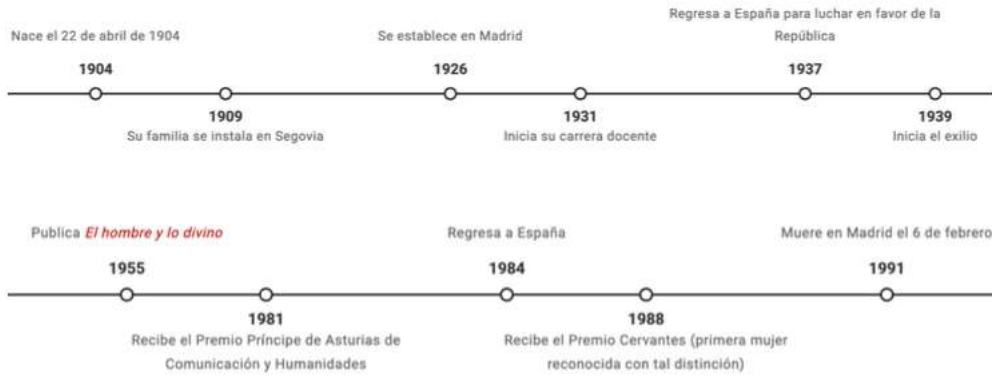 Nace el 22 de abril de 1904
1904
1909
Su familia se instala en Segovia
Se establece en Madrid
1926
1931
Inicia su carrera docente
Regresa a España para luchar en favor de la
República
1937
1939
Inicia el exilio
Publica El hombre y lo divino
1955
1981
Recibe el Premio Príncipe de Asturias de
Comunicación y Humanidades
Regresa a España
1984
1988
Recibe el Premio Cervantes (primera mujer
reconocida con tal distinción)
Muere en Madrid el 6 de febrero
1991